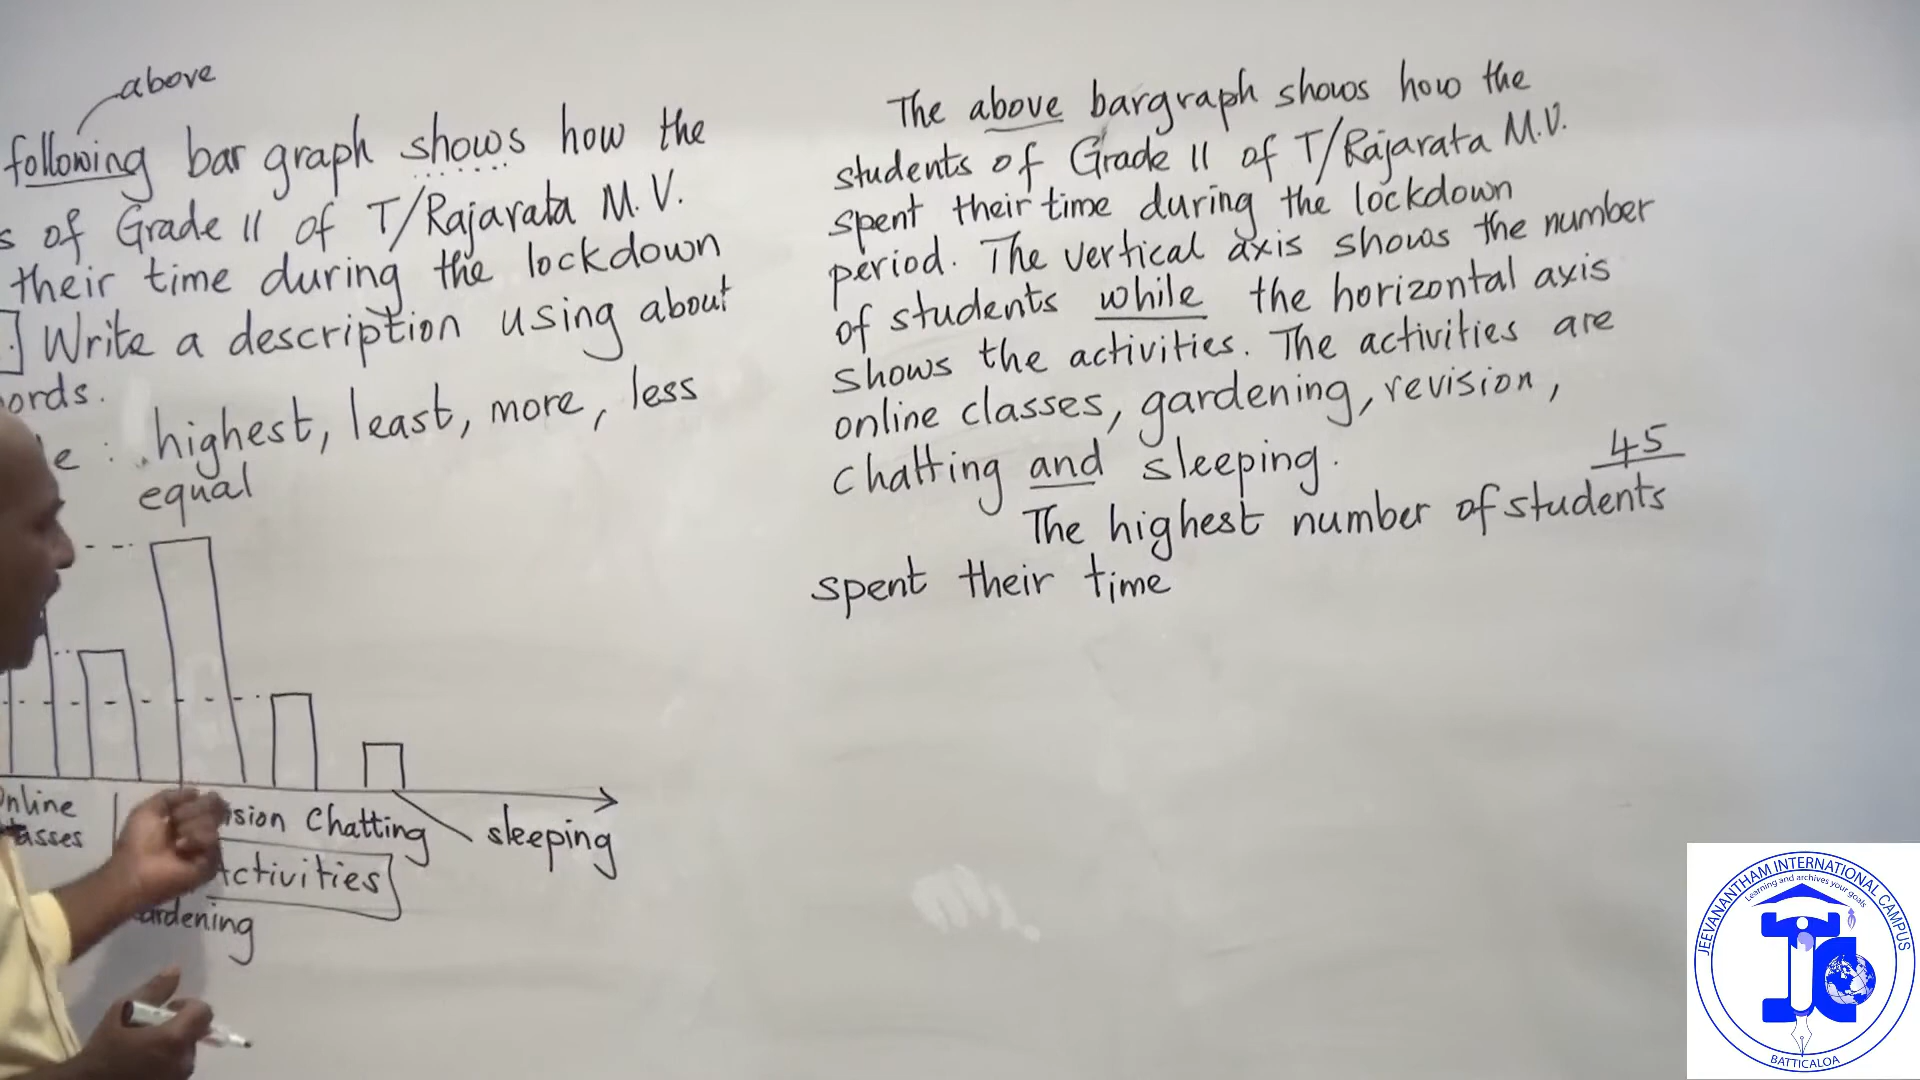 above
following bar graph shows how the
s of Grade 11 of T/Rajarata M.V.
their time during the lockdown
.] Write a description using about
ords.
e : highest, least, more, less
equal
nline
asses
sion Chatting
sleeping
Activities
ardening
The above bargraph shows how the
students of Grade 11 of T/Rajarata M.V.
spent their time during the lockdown
period. The vertical axis shows the number
of students while the horizontal axis
shows the activities. The activities are
online classes, gardening, revision,
chatting and sleeping.
45
The highest number of students
spent their time
JEEVANANTHAM INTERNATIONAL CAMPUS
Learning and archives your goals
BATTICALOA